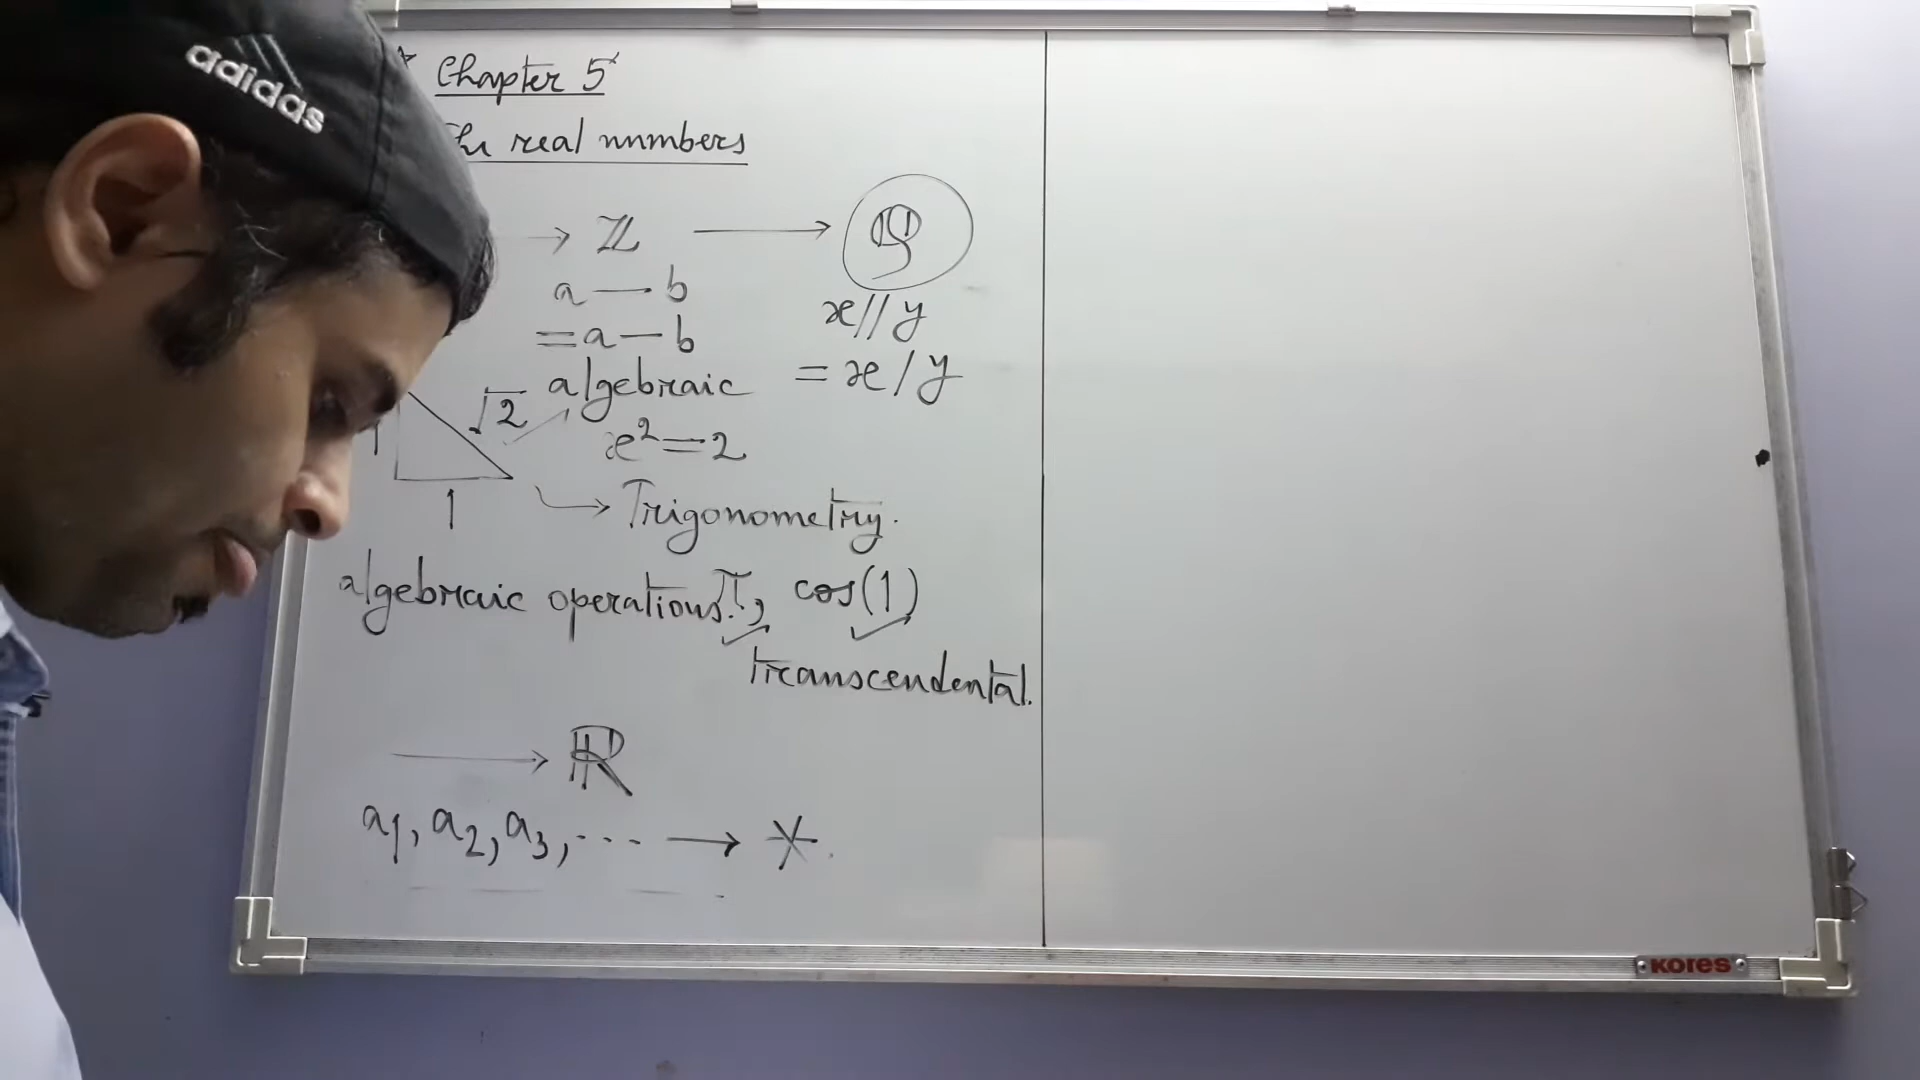 adidas
Chapter 5
The real numbers
→ ℤ → ℚ
a — b
= a — b
x // y
= x / y
algebraic
√2
x² = 2
1
1
→ Trigonometry.
algebraic operations. π, cos(1)
transcendental.
→ ℝ
a₁, a₂, a₃, ... → x.
KORES